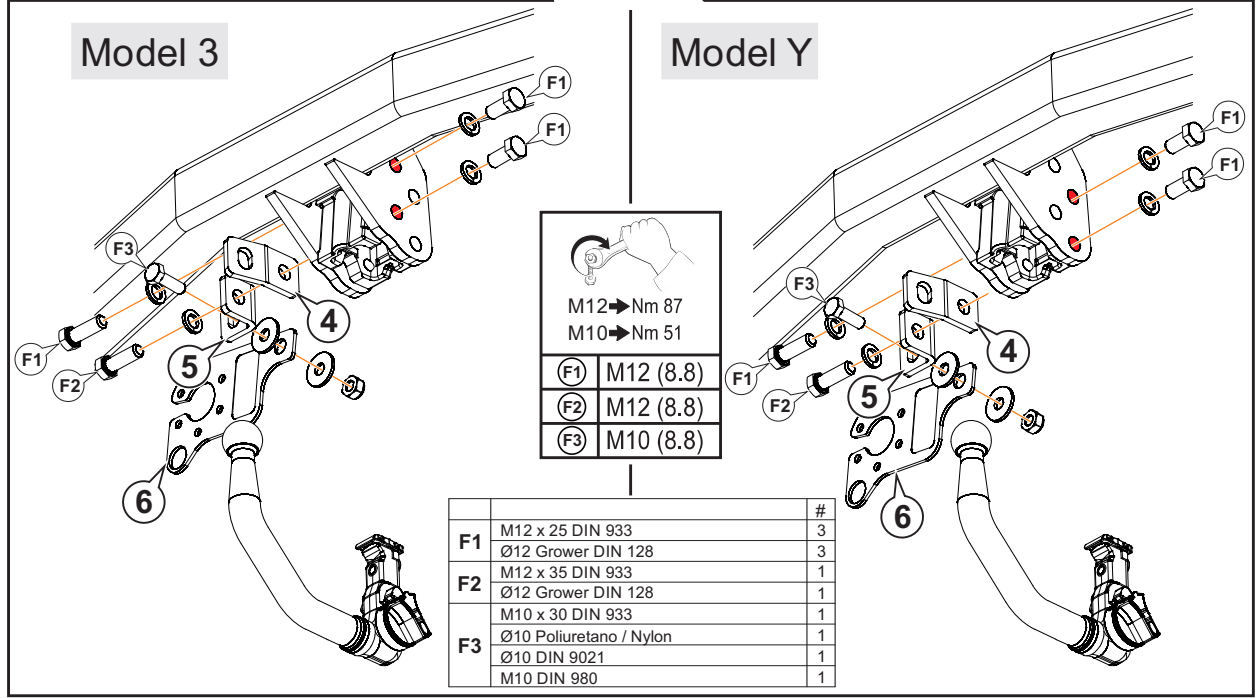 Model 3
F1
F1
F3
4
F1
F2
5
6
Model Y
F1
F1
F3
4
F1
F2
5
6
M12➔Nm 87
M10➔Nm 51
F1 M12 (8.8)
F2 M12 (8.8)
F3 M10 (8.8)
#
F1
M12 x 25 DIN 933 3
Ø12 Grower DIN 128 3
F2
M12 x 35 DIN 933 1
Ø12 Grower DIN 128 1
F3
M10 x 30 DIN 933 1
Ø10 Poliuretano / Nylon 1
Ø10 DIN 9021 1
M10 DIN 980 1